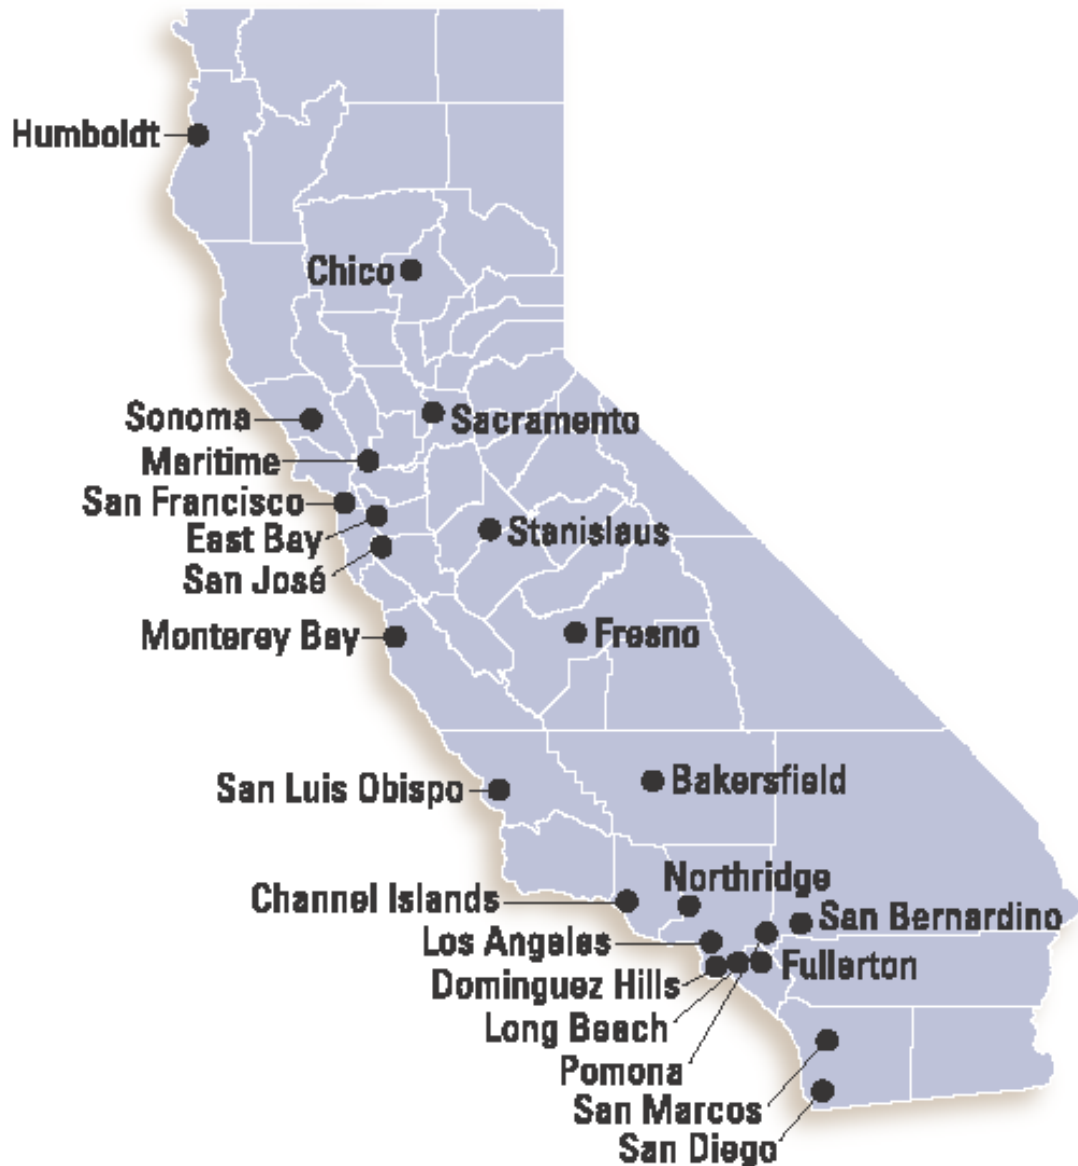 Humboldt
Chico
Sonoma
Sacramento
Maritime
San Francisco
East Bay
Stanislaus
San José
Monterey Bay
Fresno
San Luis Obispo
Bakersfield
Northridge
Channel Islands
San Bernardino
Los Angeles
Fullerton
Dominguez Hills
Long Beach
Pomona
San Marcos
San Diego